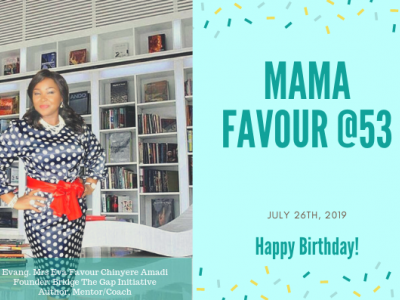 MAMA
FAVOUR @53
JULY 26TH, 2019
Happy Birthday!
Evang. Mrs Eva Favour Chinyere Amadi
Founder, Bridge The Gap Initiative
Author, Mentor/Coach